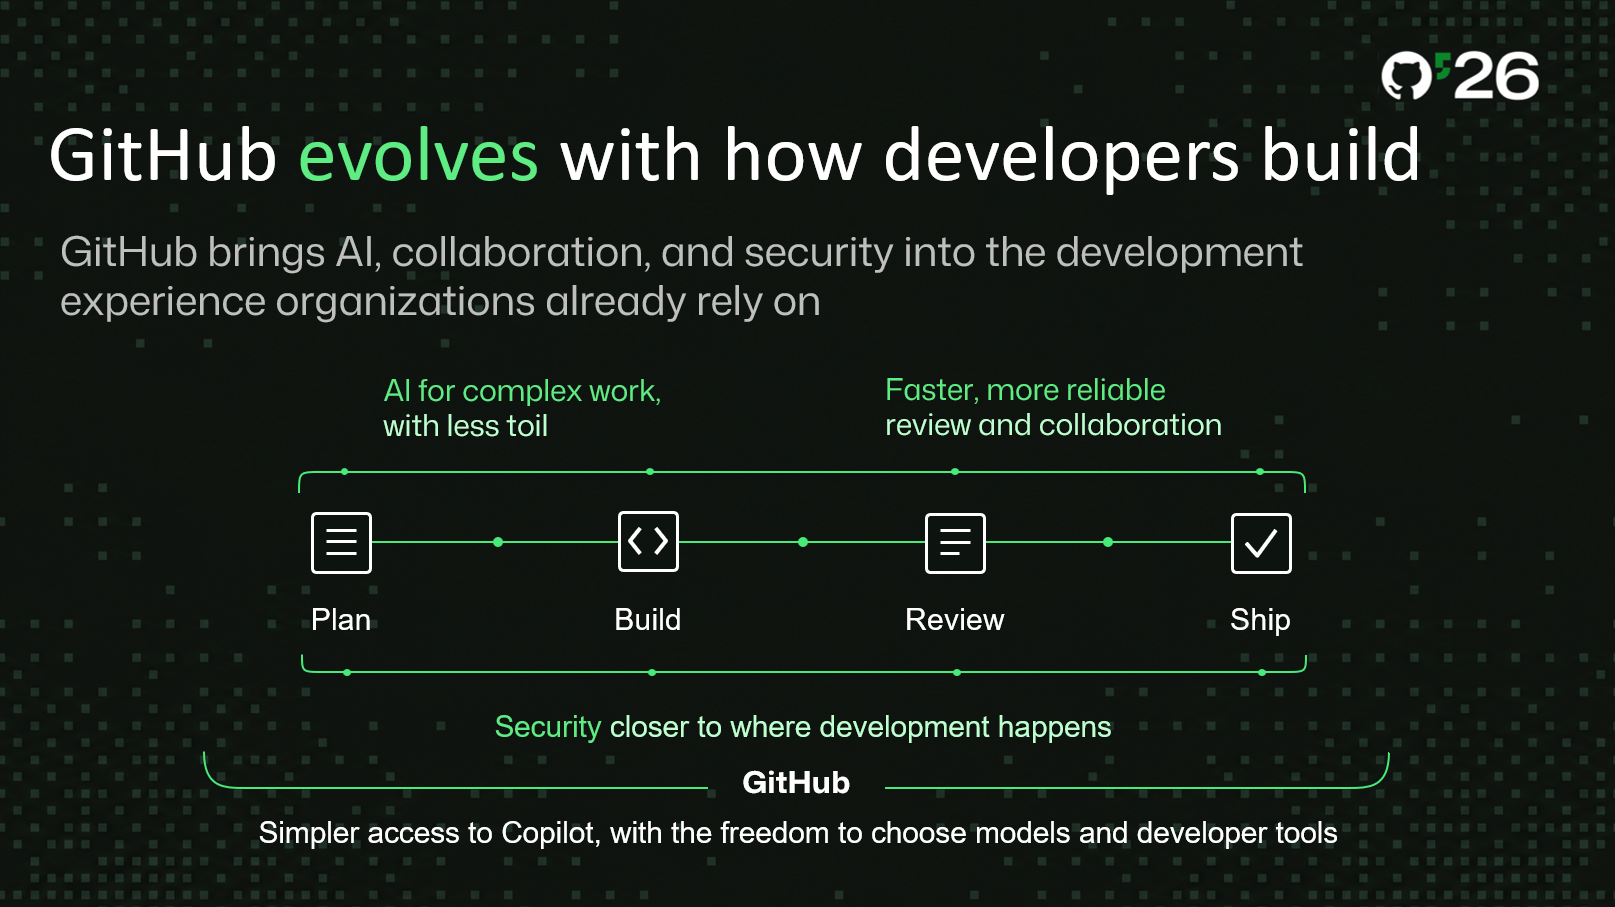 '26
GitHub evolves with how developers build
GitHub brings AI, collaboration, and security into the development
experience organizations already rely on
AI for complex work,
with less toil
Faster, more reliable
review and collaboration
Plan
Build
Review
Ship
Security closer to where development happens
GitHub
Simpler access to Copilot, with the freedom to choose models and developer tools